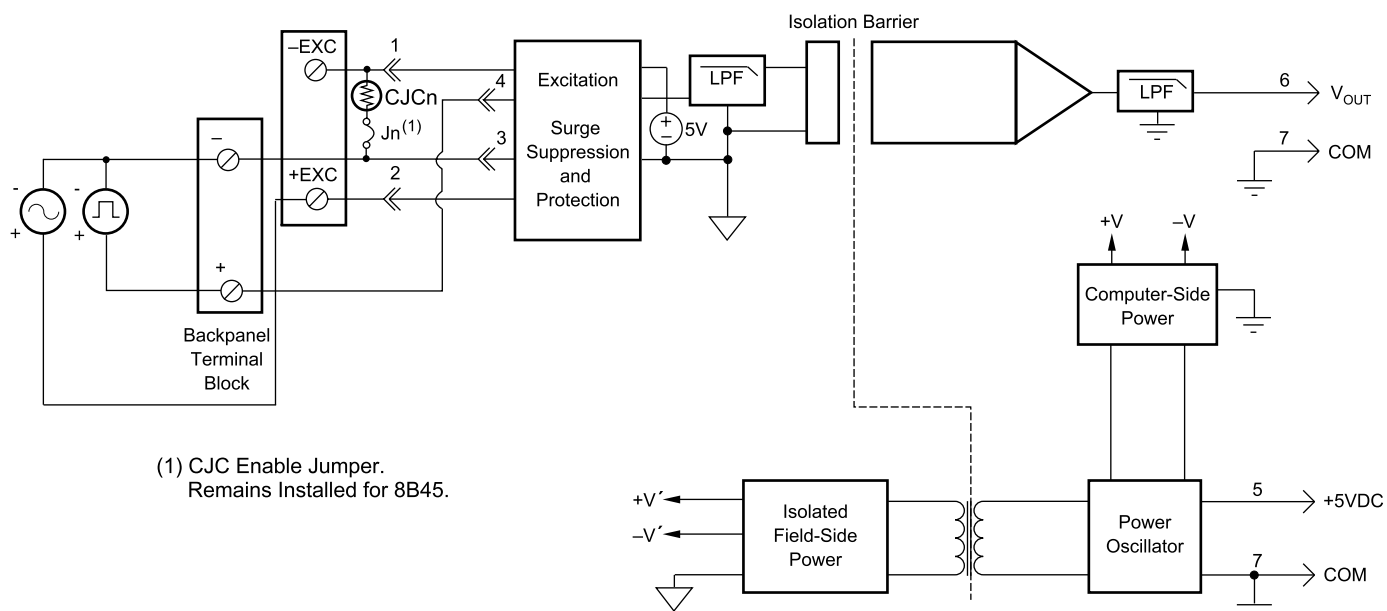 Isolation Barrier
–EXC
1
CJCn
Jn(1)
4
3
+EXC
2
–
+
-
+
-
+
Backpanel
Terminal
Block
Excitation
Surge
Suppression
and
Protection
+
–
5V
LPF
LPF
6
VOUT
7
COM
+V
–V
Computer-Side
Power
(1) CJC Enable Jumper.
Remains Installed for 8B45.
+V´
–V´
Isolated
Field-Side
Power
Power
Oscillator
5
+5VDC
7
COM